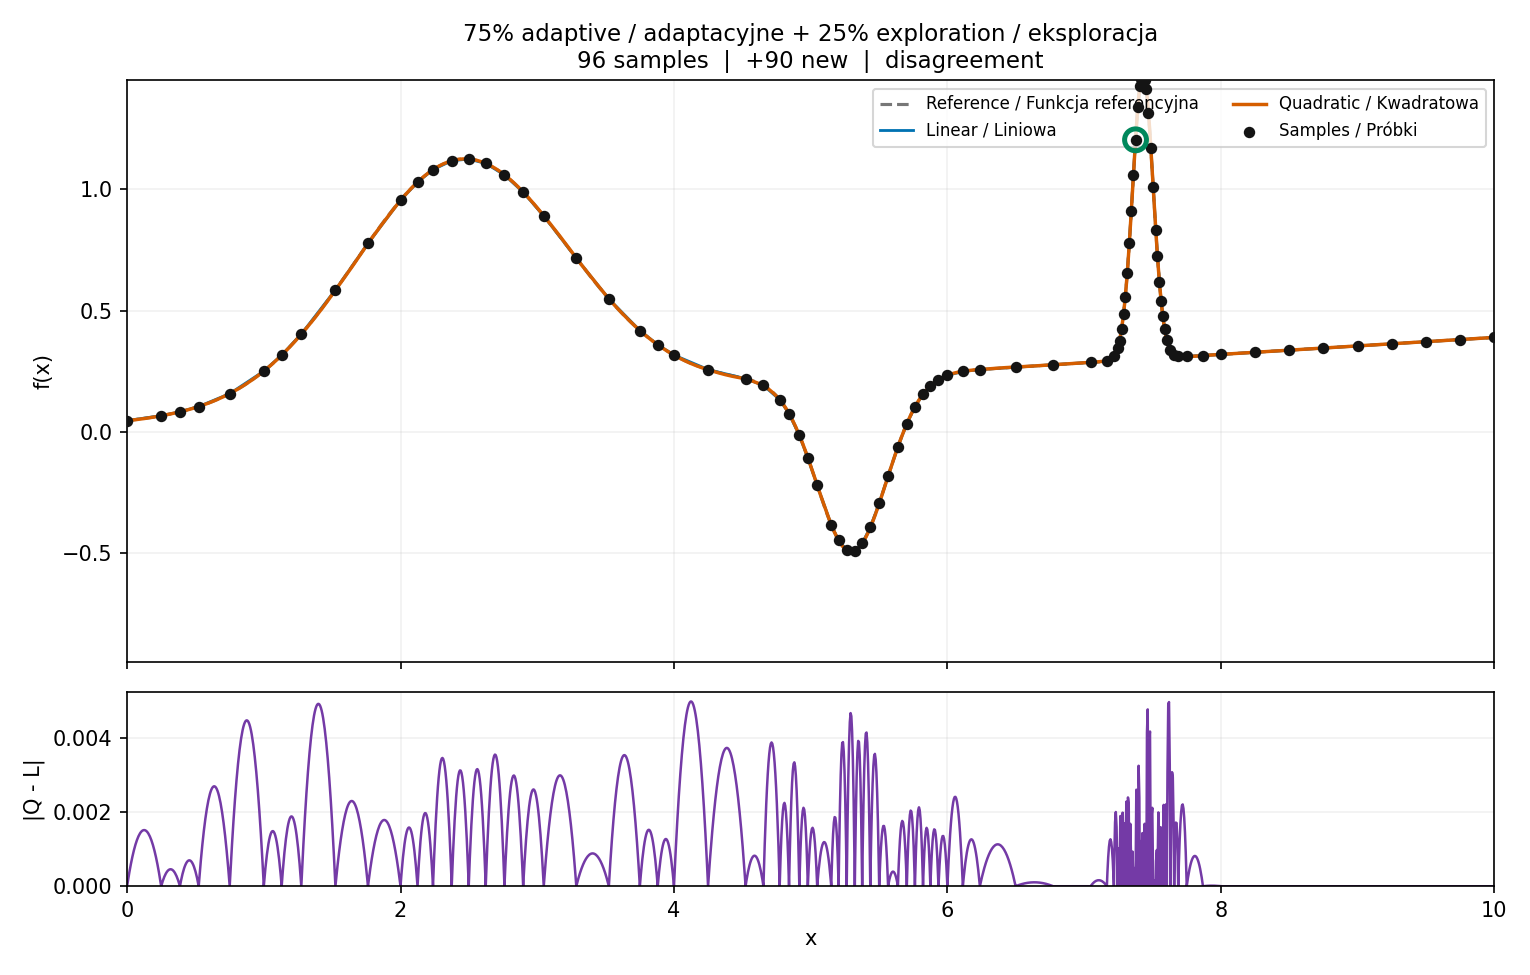 75% adaptive / adaptacyjne + 25% exploration / eksploracja
96 samples | +90 new | disagreement
Reference / Funkcja referencyjna
Linear / Liniowa
Quadratic / Kwadratowa
Samples / Próbki
f(x)
1.0
0.5
0.0
−0.5
|Q - L|
0.004
0.002
0.000
0 2 4 6 8 10
x